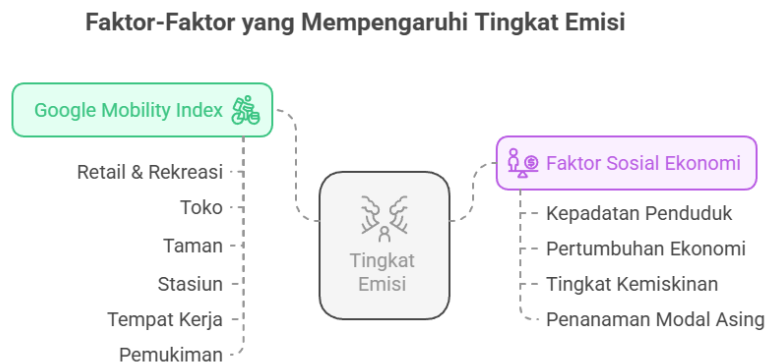 Faktor-Faktor yang Mempengaruhi Tingkat Emisi
Google Mobility Index
Retail & Rekreasi
Toko
Taman
Stasiun
Tempat Kerja
Pemukiman
Tingkat
Emisi
Faktor Sosial Ekonomi
Kepadatan Penduduk
Pertumbuhan Ekonomi
Tingkat Kemiskinan
Penanaman Modal Asing